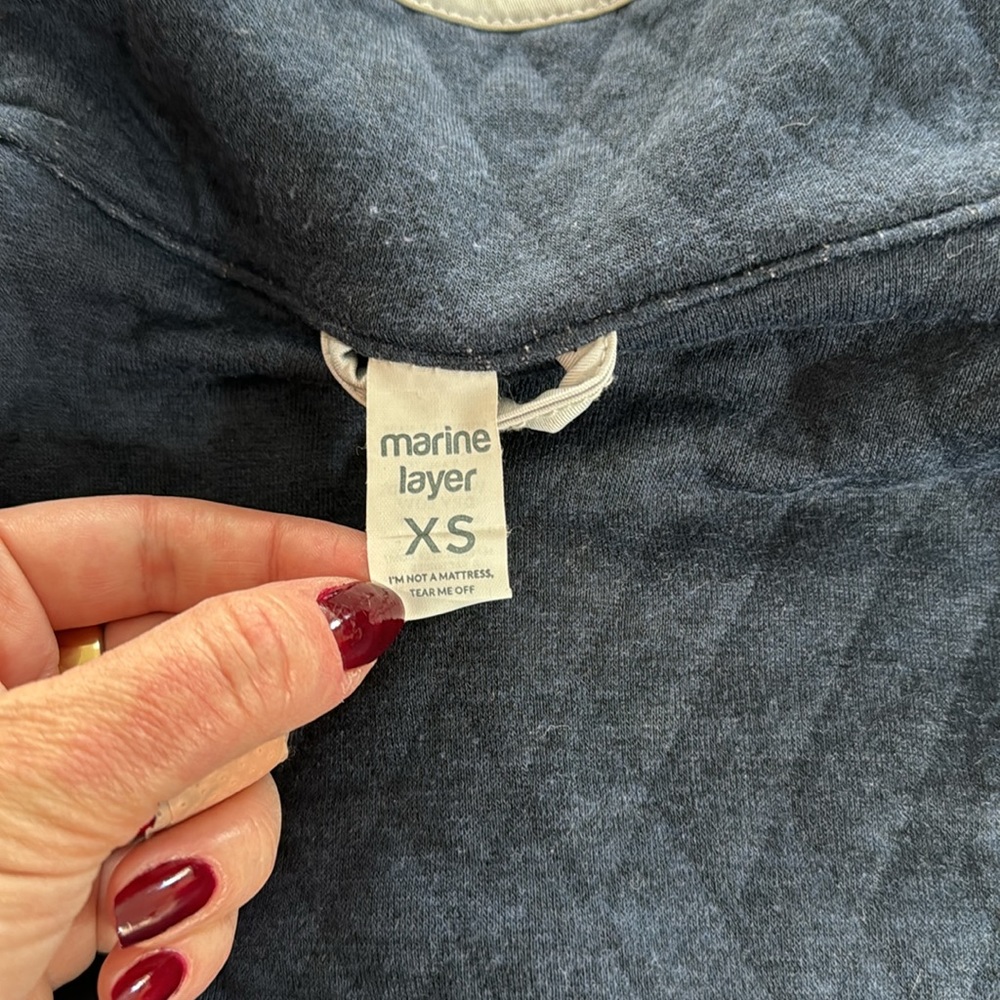 marine
layer
XS
I'M NOT A MATTRESS,
TEAR ME OFF